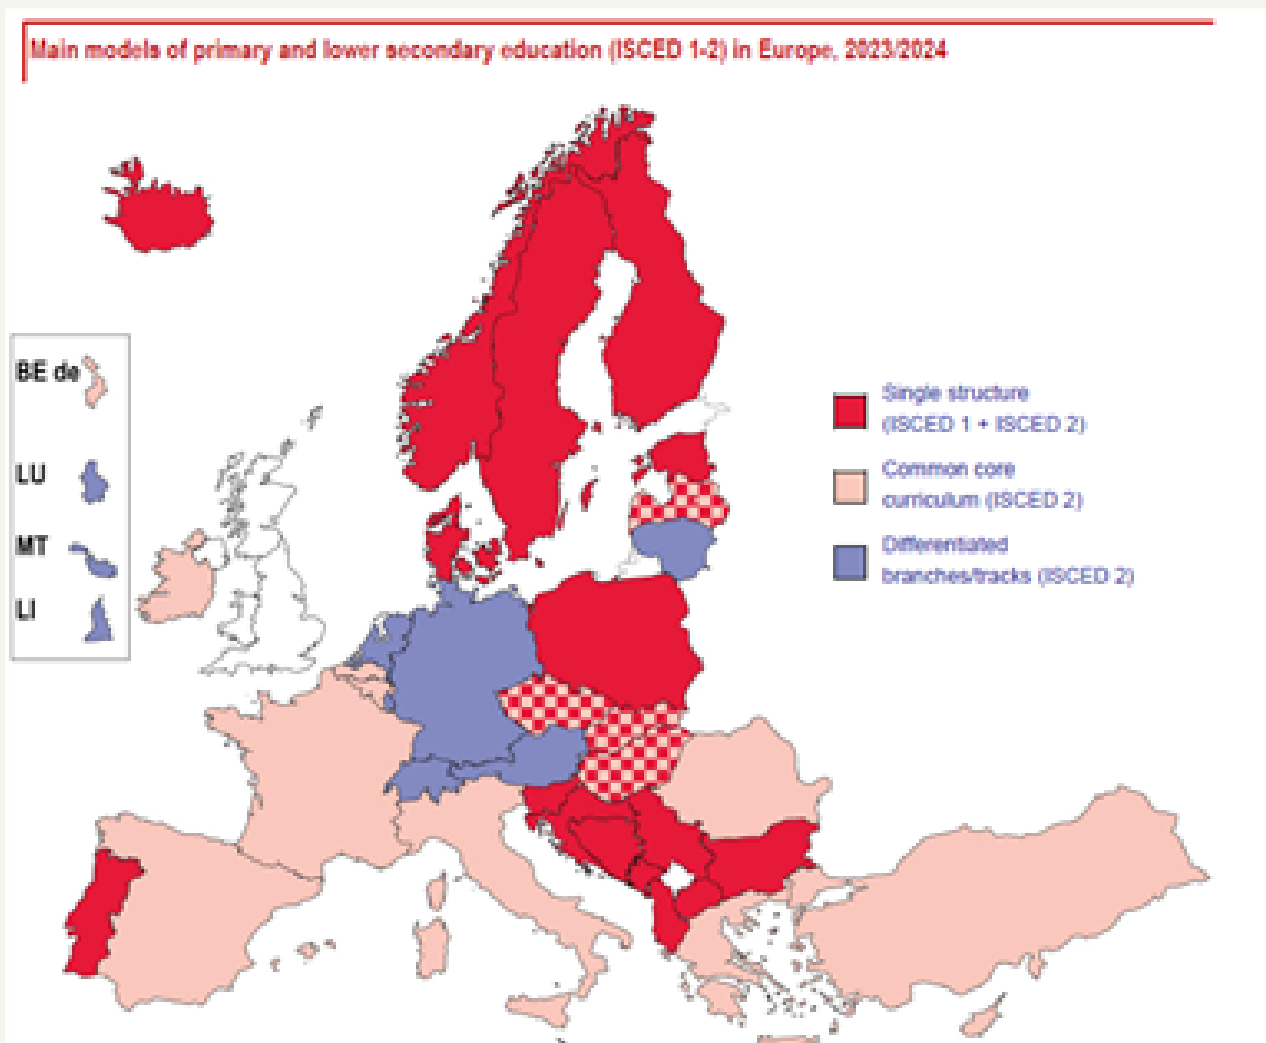 Main models of primary and lower secondary education (ISCED 1-2) in Europe, 2023/2024
BE de
LU
MT
LI
Single structure
(ISCED 1 + ISCED 2)
Common core
curriculum (ISCED 2)
Differentiated
branches/tracks (ISCED 2)